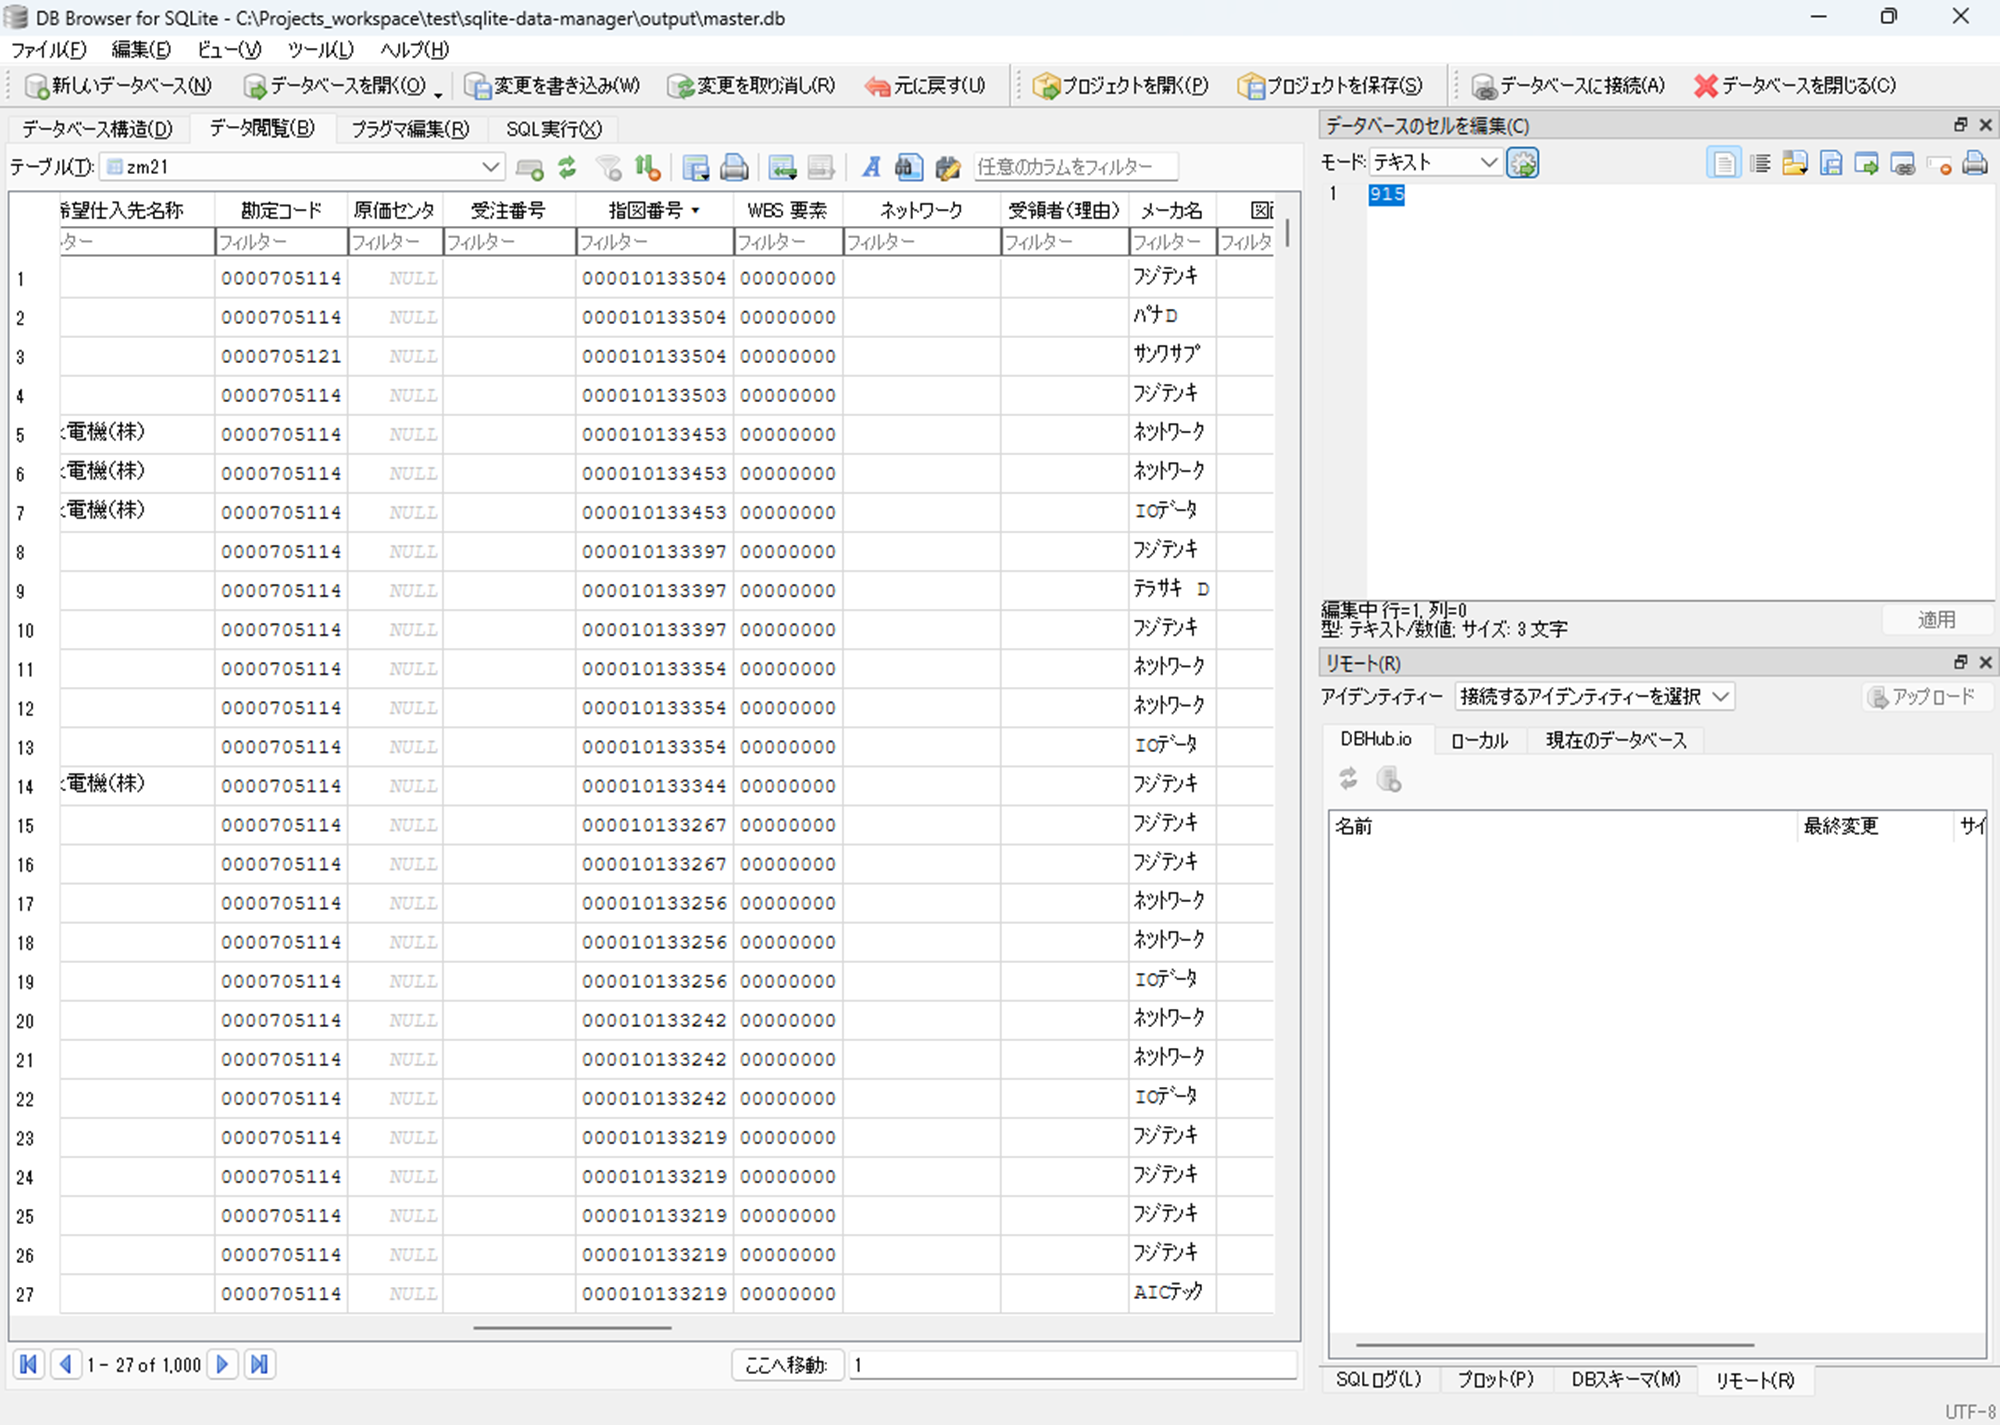 DB Browser for SQLite - C:\Projects_workspace\test\sqlite-data-manager\output\master.db
ファイル(F) 編集(E) ビュー(V) ツール(L) ヘルプ(H)
新しいデータベース(N) データベースを開く(O) 変更を書き込み(W) 変更を取り消し(R) 元に戻す(U) プロジェクトを開く(P) プロジェクトを保存(S) データベースに接続(A) データベースを閉じる(C)
データベース構造(D) データ閲覧(B) プラグマ編集(R) SQL実行(X)
テーブル(T): zm21 任意のカラムをフィルター
希望仕入先名称 勘定コード 原価センタ 受注番号 指図番号 WBS 要素 ネットワーク 受領者(理由) メーカ名
ター フィルター フィルター フィルター フィルター フィルター フィルター フィルター フィルター フィルタ
1 0000705114 NULL 000010133504 00000000 フジデンキ
2 0000705114 NULL 000010133504 00000000 パナD
3 0000705121 NULL 000010133504 00000000 サンワサプ
4 0000705114 NULL 000010133503 00000000 フジデンキ
5 電機(株) 0000705114 NULL 000010133453 00000000 ネットワーク
6 電機(株) 0000705114 NULL 000010133453 00000000 ネットワーク
7 電機(株) 0000705114 NULL 000010133453 00000000 IOデータ
8 0000705114 NULL 000010133397 00000000 フジデンキ
9 0000705114 NULL 000010133397 00000000 テラサキ D
10 0000705114 NULL 000010133397 00000000 フジデンキ
11 0000705114 NULL 000010133354 00000000 ネットワーク
12 0000705114 NULL 000010133354 00000000 ネットワーク
13 0000705114 NULL 000010133354 00000000 IOデータ
14 電機(株) 0000705114 NULL 000010133344 00000000 フジデンキ
15 0000705114 NULL 000010133267 00000000 フジデンキ
16 0000705114 NULL 000010133267 00000000 フジデンキ
17 0000705114 NULL 000010133256 00000000 ネットワーク
18 0000705114 NULL 000010133256 00000000 ネットワーク
19 0000705114 NULL 000010133256 00000000 IOデータ
20 0000705114 NULL 000010133242 00000000 ネットワーク
21 0000705114 NULL 000010133242 00000000 ネットワーク
22 0000705114 NULL 000010133242 00000000 IOデータ
23 0000705114 NULL 000010133219 00000000 フジデンキ
24 0000705114 NULL 000010133219 00000000 フジデンキ
25 0000705114 NULL 000010133219 00000000 フジデンキ
26 0000705114 NULL 000010133219 00000000 フジデンキ
27 0000705114 NULL 000010133219 00000000 AICテック
1 - 27 of 1,000 ここへ移動: 1
データベースのセルを編集(C)
モード: テキスト
1 915
編集中 行=1, 列=0
型: テキスト/数値; サイズ: 3 文字
適用
リモート(R)
アイデンティティー 接続するアイデンティティーを選択 アップロード
DBHub.io ローカル 現在のデータベース
名前 最終変更 サイ
SQLログ(L) プロット(P) DBスキーマ(M) リモート(R)
UTF-8